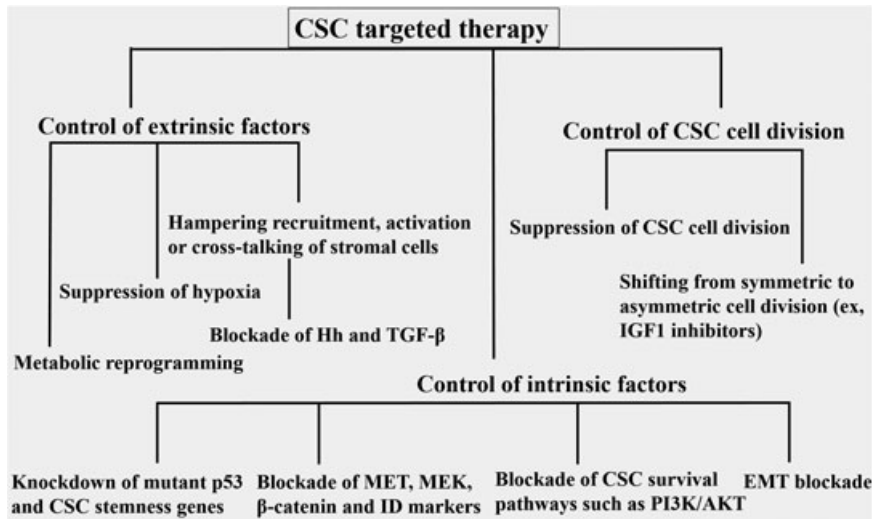 CSC targeted therapy
Control of extrinsic factors
Control of CSC cell division
Hampering recruitment, activation
or cross-talking of stromal cells
Suppression of CSC cell division
Suppression of hypoxia
Shifting from symmetric to
asymmetric cell division (ex,
IGF1 inhibitors)
Blockade of Hh and TGF-β
Metabolic reprogramming
Control of intrinsic factors
Knockdown of mutant p53
and CSC stemness genes
Blockade of MET, MEK,
β-catenin and ID markers
Blockade of CSC survival
pathways such as PI3K/AKT
EMT blockade